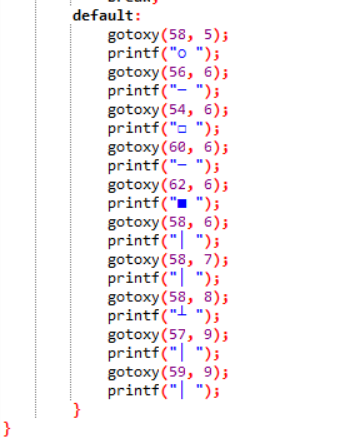 break;
default:
gotoxy(58, 5);
printf("○ ");
gotoxy(56, 6);
printf("─ ");
gotoxy(54, 6);
printf("□ ");
gotoxy(60, 6);
printf("─ ");
gotoxy(62, 6);
printf("■ ");
gotoxy(58, 6);
printf("│ ");
gotoxy(58, 7);
printf("│ ");
gotoxy(58, 8);
printf("┴ ");
gotoxy(57, 9);
printf("│ ");
gotoxy(59, 9);
printf("│ ");
}
}